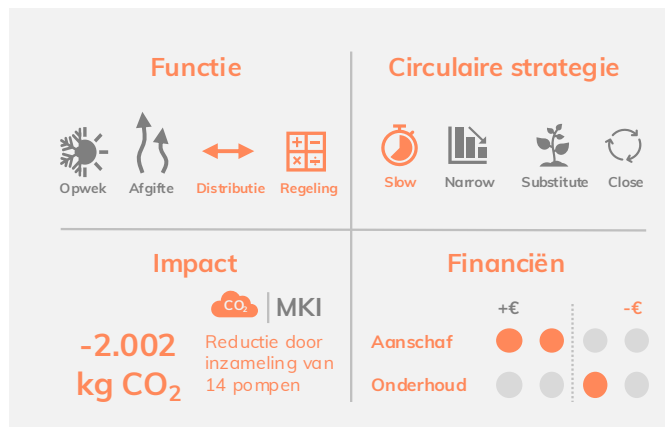 Functie
Opwek Afgifte Distributie Regeling
Circulaire strategie
Slow Narrow Substitute Close
Impact
CO₂ MKI
-2.002
kg CO₂
Reductie door
inzameling van
14 pompen
Financiën
+€ -€
Aanschaf
Onderhoud